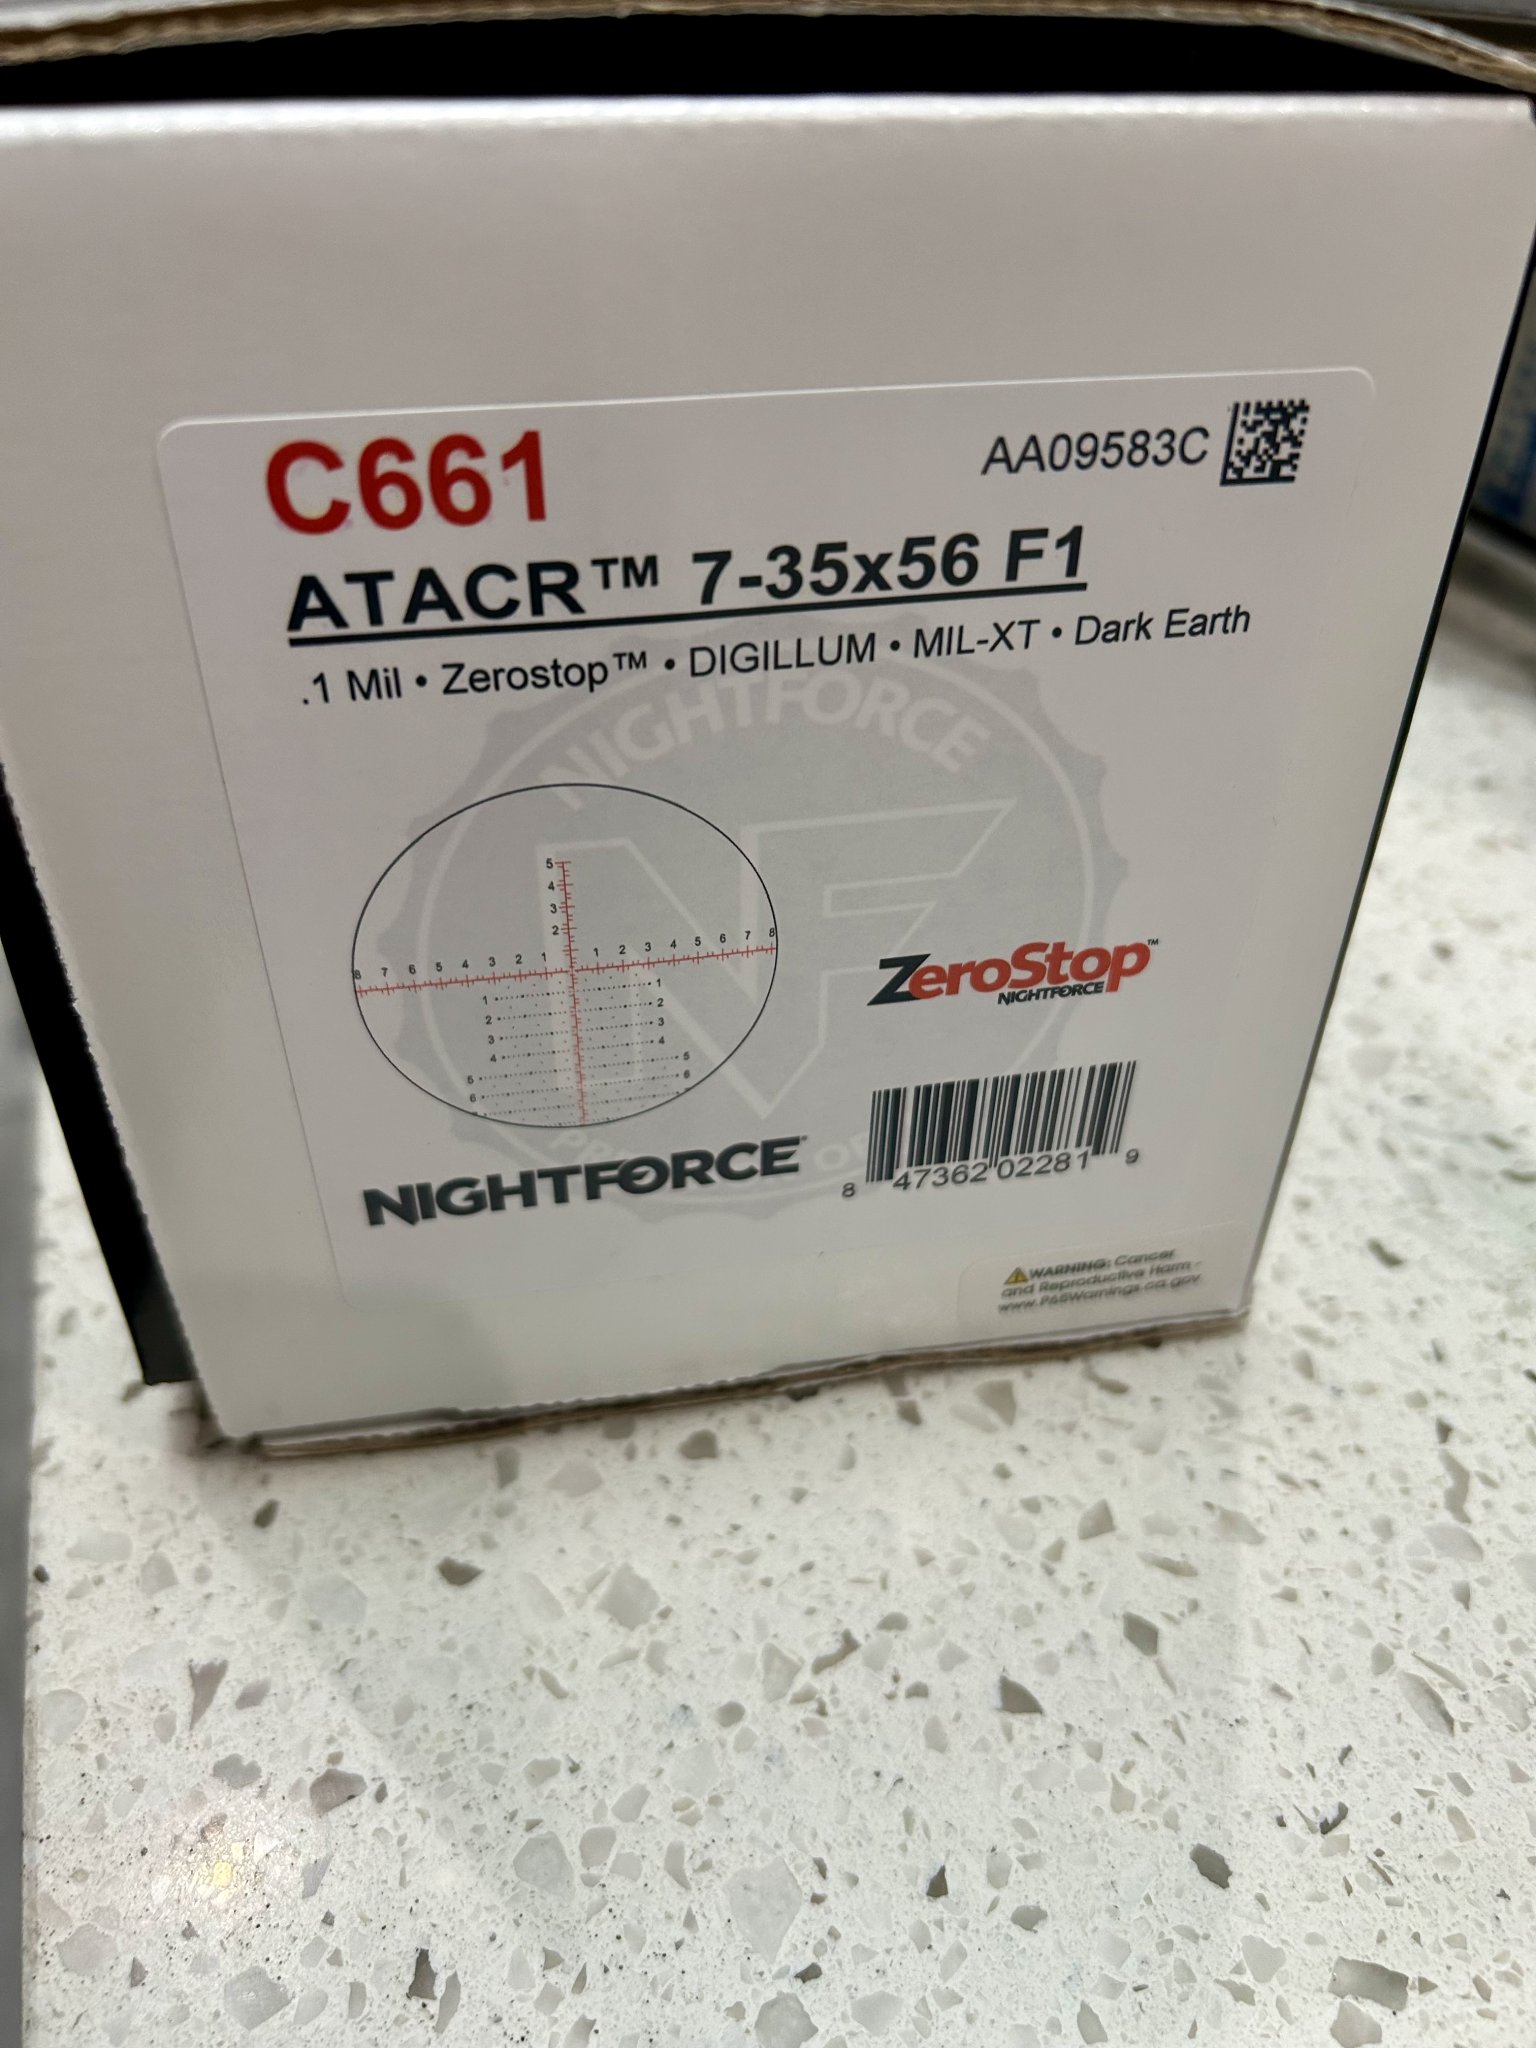 C661
AA09583C
ATACR™ 7-35x56 F1
.1 Mil • Zerostop™ • DIGILLUM • MIL-XT • Dark Earth
NIGHTFORCE
NF
5
4
3
2
8 7 6 5 4 3 2 1 1 2 3 4 5 6 7 8
1 1
2 2
3 3
4 4
5 5
6 6
7
ZeroStop™
NIGHTFORCE
NIGHTFORCE
8 47362 02281 9
⚠WARNING: Cancer
and Reproductive Harm -
www.P65Warnings.ca.gov